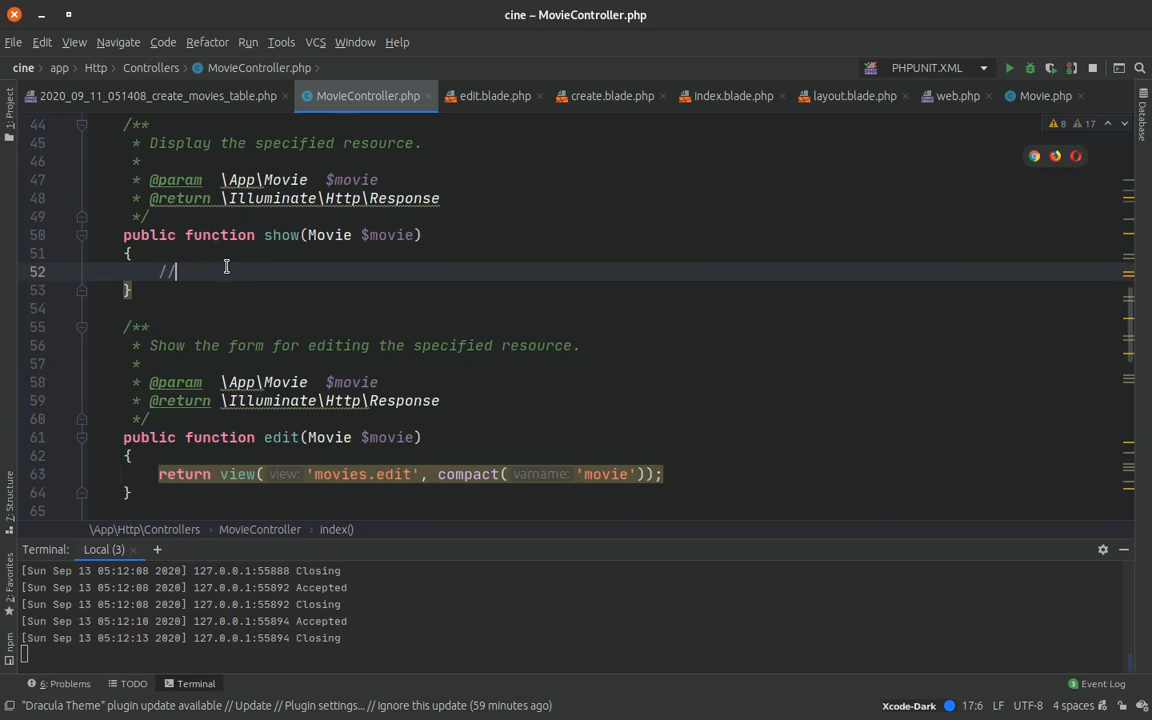 cine – MovieController.php
File Edit View Navigate Code Refactor Run Tools VCS Window Help
cine app Http Controllers MovieController.php PHPUNIT.XML
2020_09_11_051408_create_movies_table.php MovieController.php edit.blade.php create.blade.php index.blade.php layout.blade.php web.php Movie.php
1: Project
Database
8 17
44 /**
45 * Display the specified resource.
46 *
47 * @param \App\Movie $movie
48 * @return \Illuminate\Http\Response
49 */
50 public function show(Movie $movie)
51 {
52 //
53 }
54
55 /**
56 * Show the form for editing the specified resource.
57 *
58 * @param \App\Movie $movie
59 * @return \Illuminate\Http\Response
60 */
61 public function edit(Movie $movie)
62 {
63 return view( view: 'movies.edit', compact( varname: 'movie'));
64 }
65
7: Structure
\App\Http\Controllers MovieController index()
Terminal: Local (3) +
2: Favorites
npm
[Sun Sep 13 05:12:08 2020] 127.0.0.1:55888 Closing
[Sun Sep 13 05:12:08 2020] 127.0.0.1:55892 Accepted
[Sun Sep 13 05:12:08 2020] 127.0.0.1:55892 Closing
[Sun Sep 13 05:12:10 2020] 127.0.0.1:55894 Accepted
[Sun Sep 13 05:12:13 2020] 127.0.0.1:55894 Closing
6: Problems TODO Terminal 3 Event Log
"Dracula Theme" plugin update available // Update // Plugin settings... // Ignore this update (59 minutes ago) Xcode-Dark 17:6 LF UTF-8 4 spaces